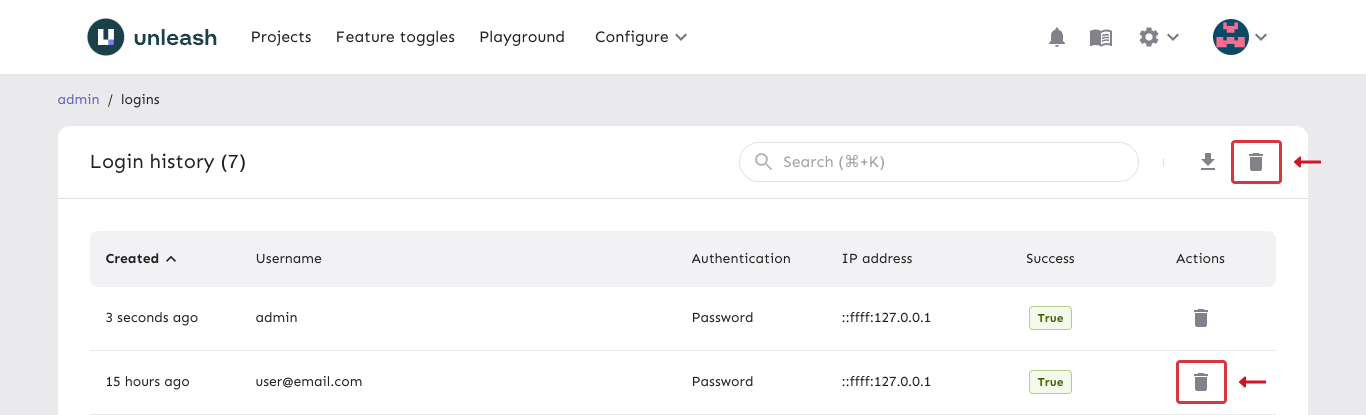 unleash Projects Feature toggles Playground Configure
admin / logins
Login history (7) Search (⌘+K)
Created Username Authentication IP address Success Actions
3 seconds ago admin Password ::ffff:127.0.0.1 True
15 hours ago user@email.com Password ::ffff:127.0.0.1 True